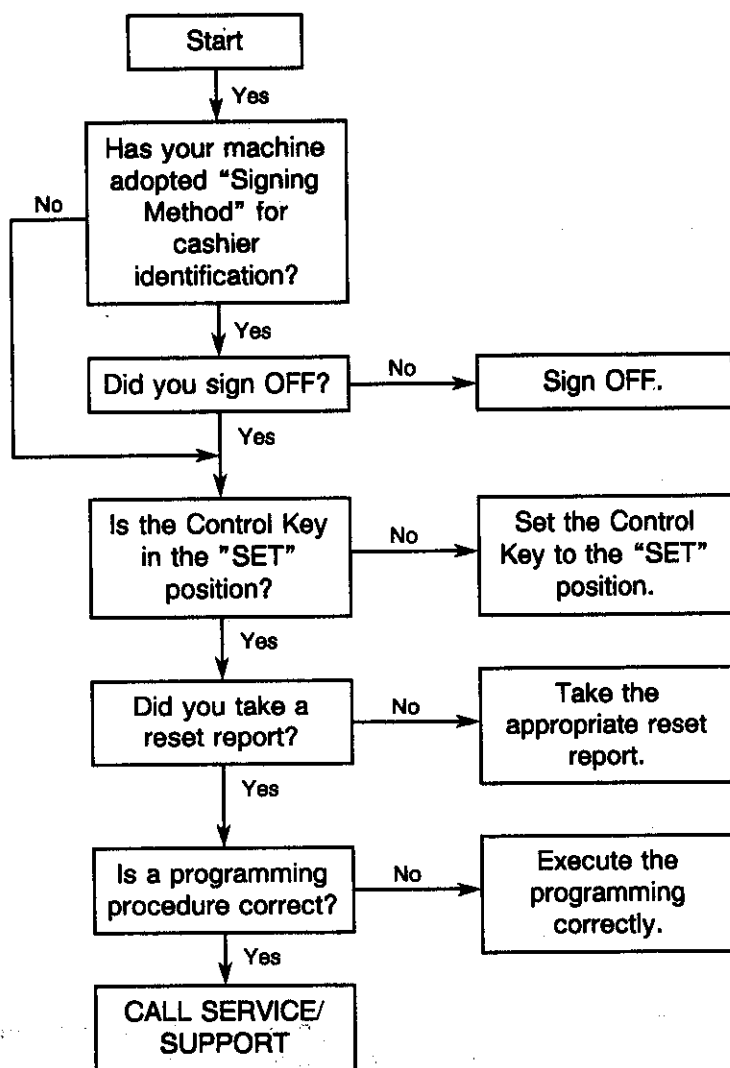 Start
Yes
Has your machine
adopted “Signing
Method” for
cashier
identification?
No
Yes
Did you sign OFF?
No
Sign OFF.
Yes
Is the Control Key
in the ”SET”
position?
No
Set the Control
Key to the “SET”
position.
Yes
Did you take a
reset report?
No
Take the
appropriate reset
report.
Yes
Is a programming
procedure correct?
No
Execute the
programming
correctly.
Yes
CALL SERVICE/
SUPPORT